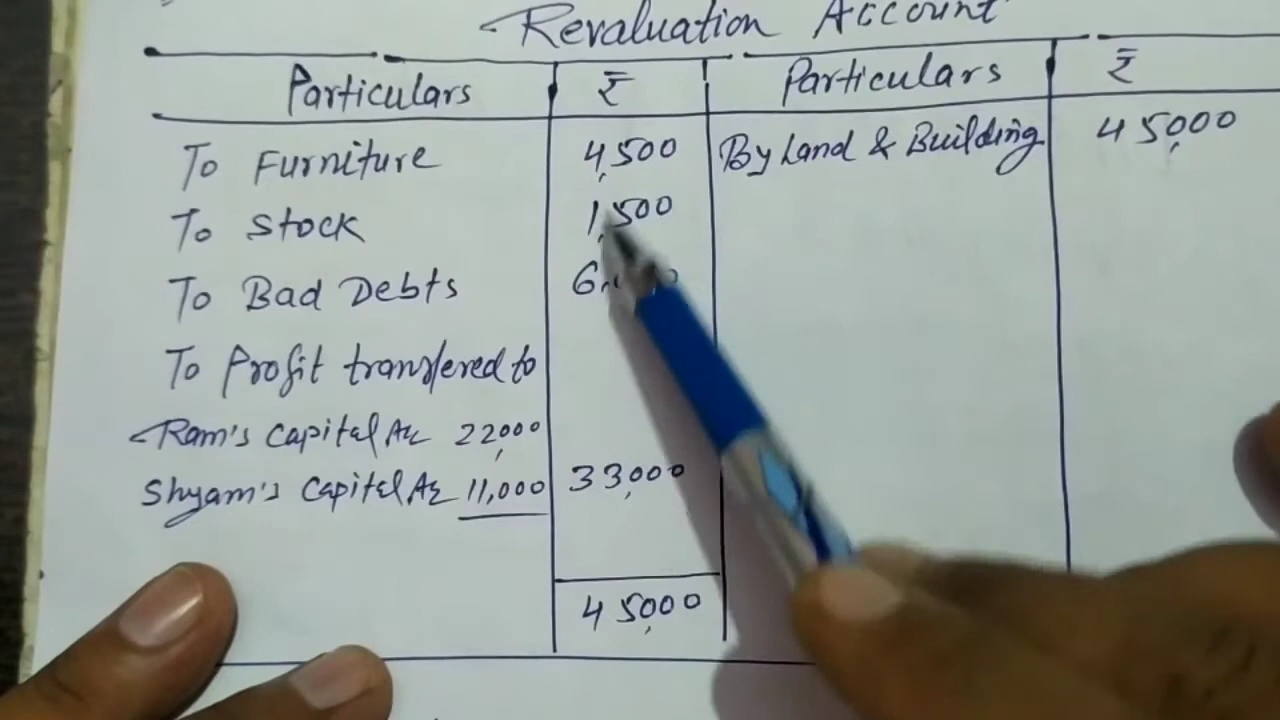 Revaluation Account
Particulars ₹ Particulars ₹
To Furniture 4,500 By Land & Building 45,000
To Stock 1,500
To Bad Debts
To Profit transfered to
Ram's Capital A/c 22,000
Shyam's Capital A/c 11,000 33,000
45,000